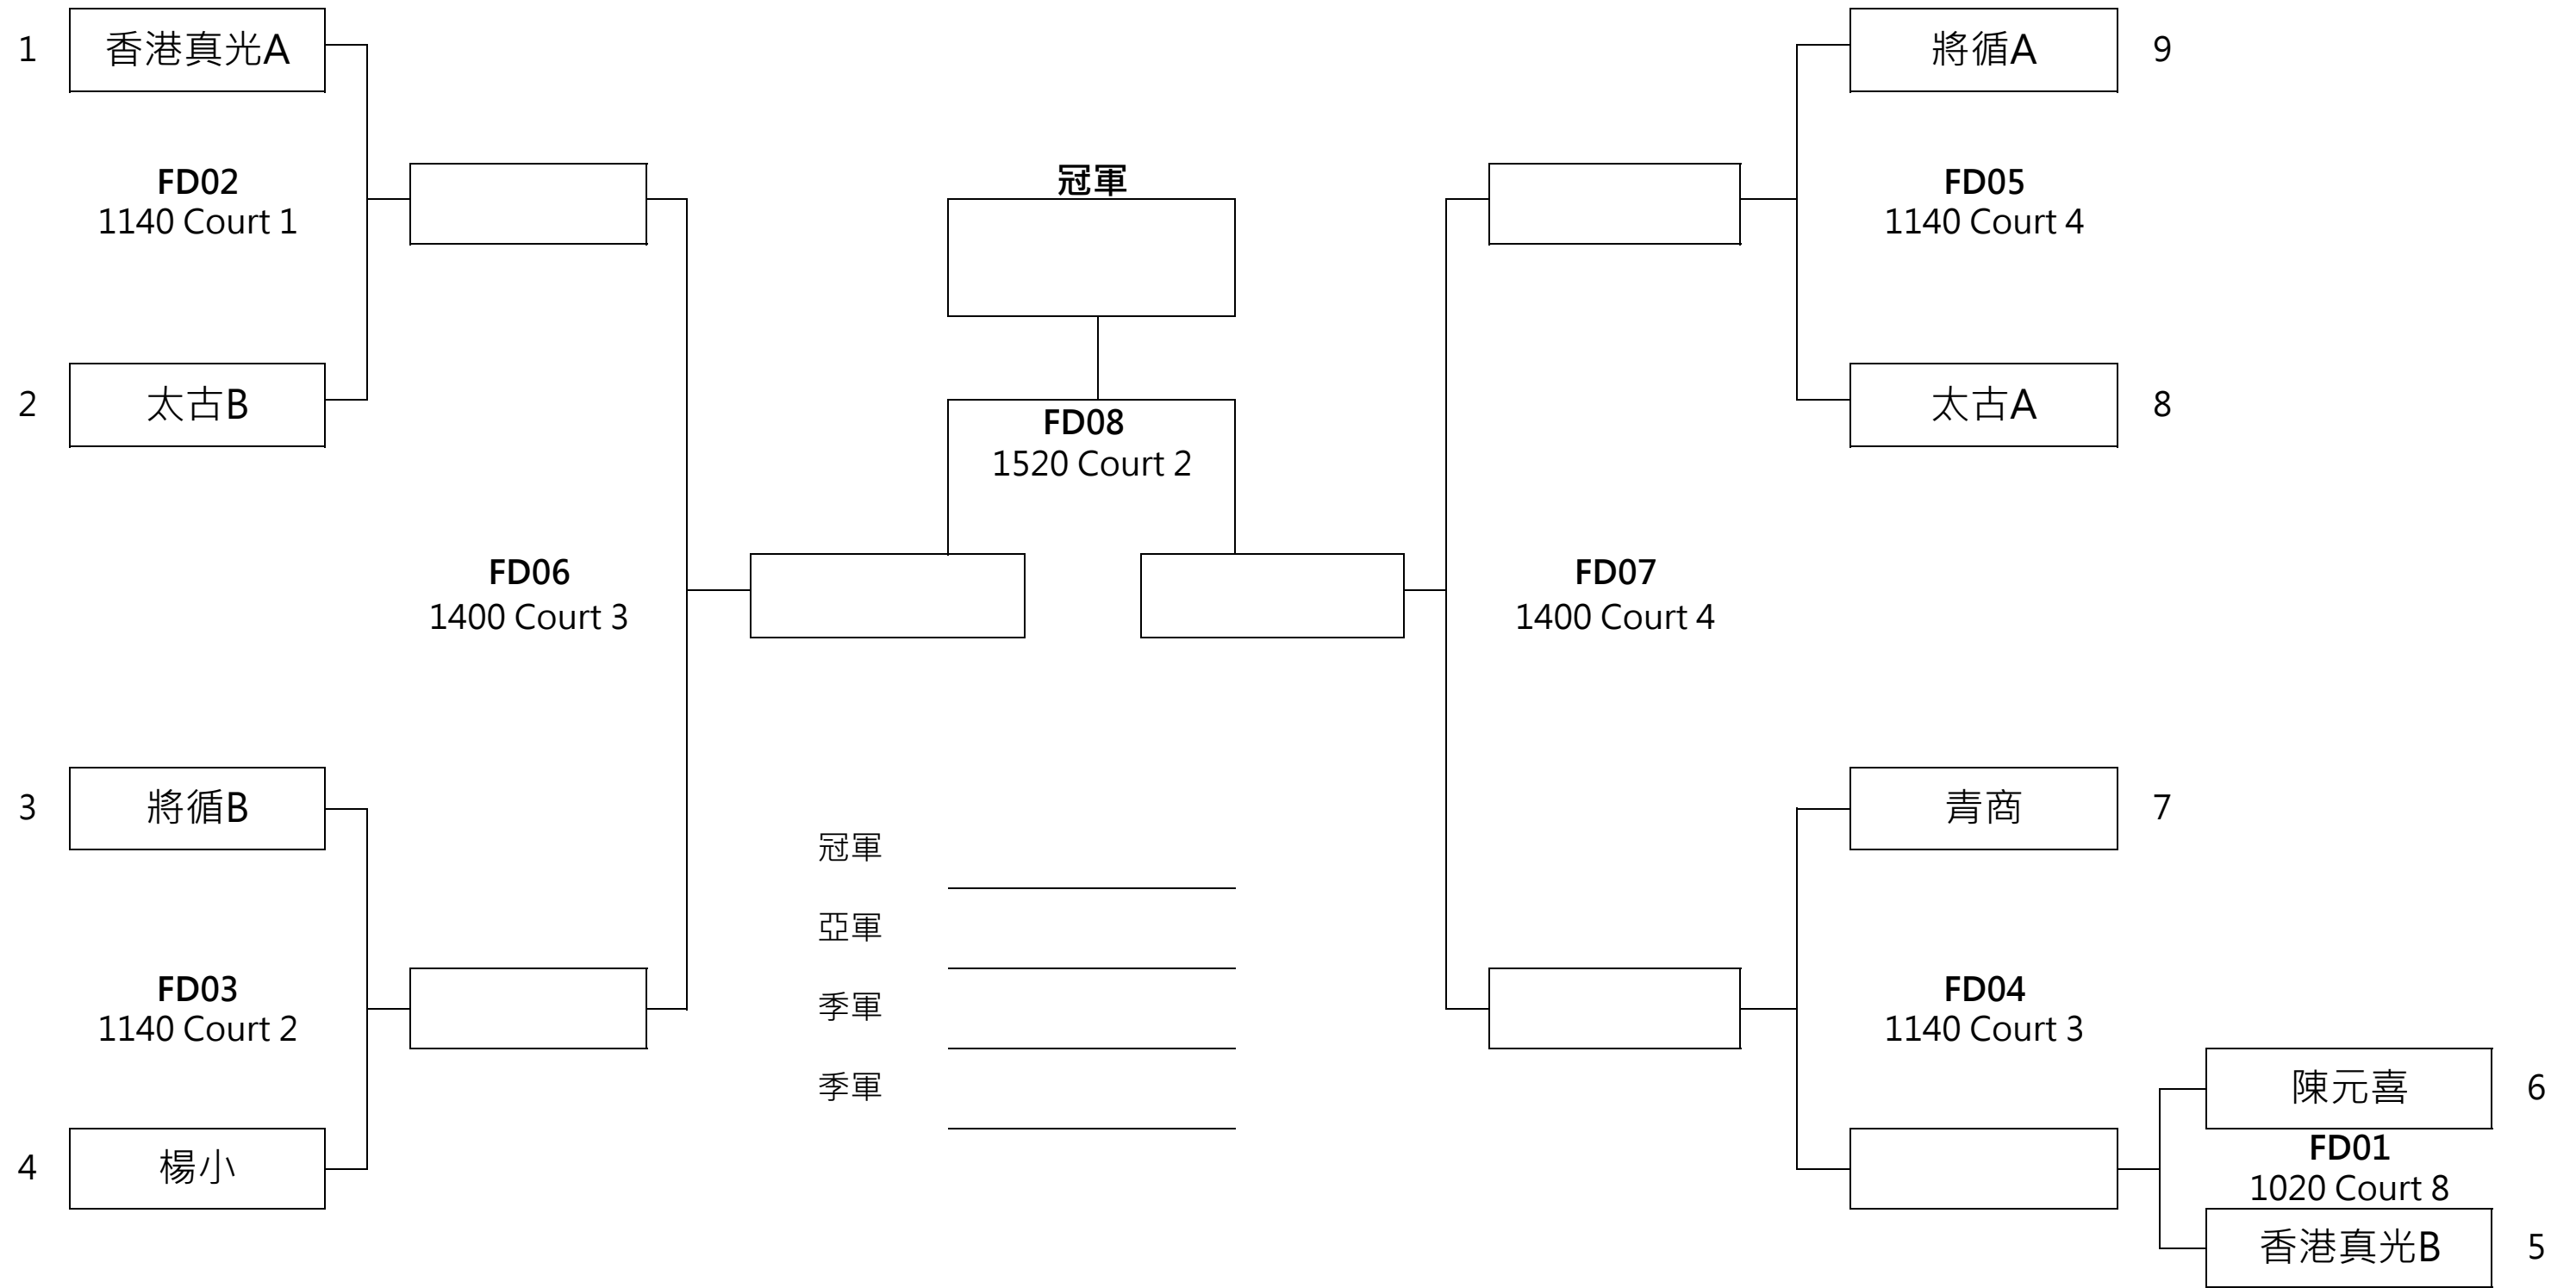 1
香港真光A
將循A
9
FD02
1140 Court 1
冠軍
FD05
1140 Court 4
2
太古B
FD08
1520 Court 2
太古A
8
FD06
1400 Court 3
FD07
1400 Court 4
3
將循B
青商
7
冠軍
亞軍
季軍
季軍
FD03
1140 Court 2
FD04
1140 Court 3
4
楊小
陳元喜
6
FD01
1020 Court 8
香港真光B
5